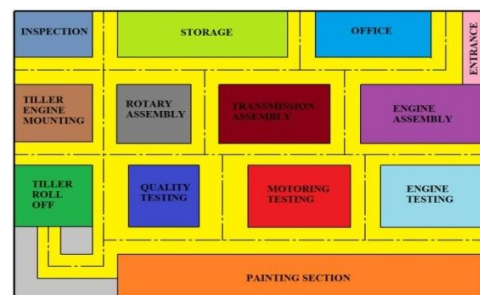 INSPECTION
STORAGE
OFFICE
ENTRANCE
TILLER
ENGINE
MOUNTING
ROTARY
ASSEMBLY
TRANSMISSION
ASSEMBLY
ENGINE
ASSEMBLY
TILLER
ROLL
OFF
QUALITY
TESTING
MOTORING
TESTING
ENGINE
TESTING
PAINTING SECTION